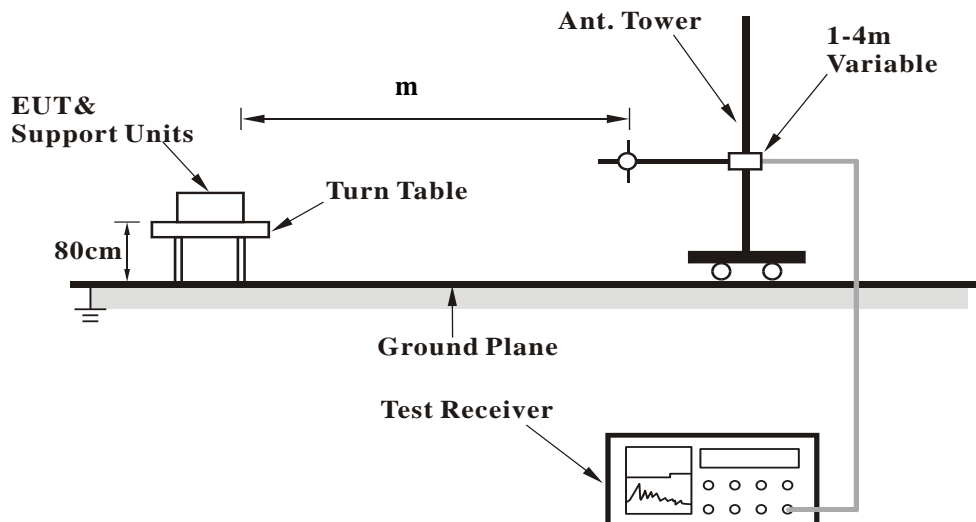 Ant. Tower
1-4m
Variable
m
EUT&
Support Units
Turn Table
80cm
Ground Plane
Test Receiver